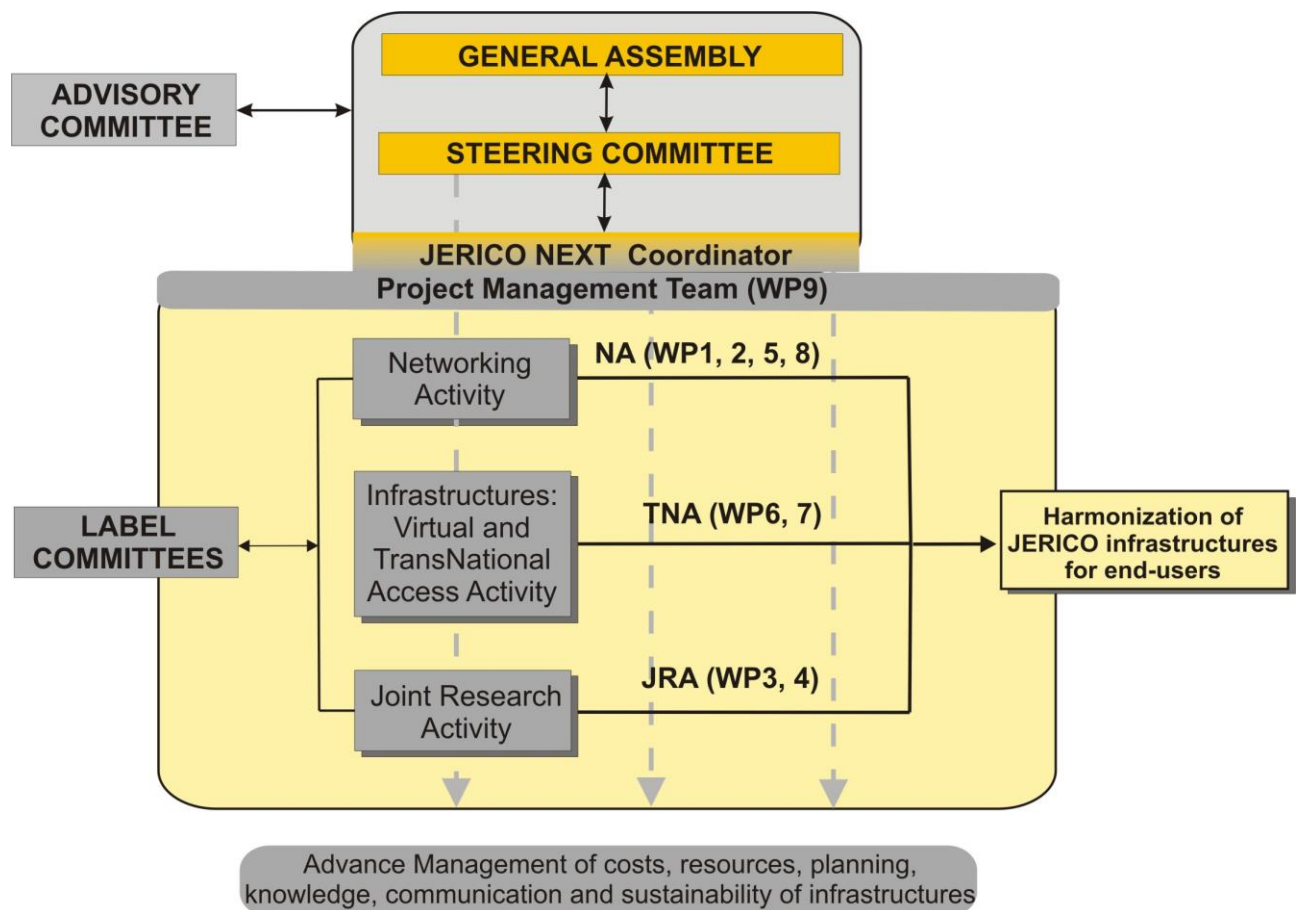 GENERAL ASSEMBLY
ADVISORY
COMMITTEE
STEERING COMMITTEE
JERICO NEXT Coordinator
Project Management Team (WP9)
Networking
Activity
NA (WP1, 2, 5, 8)
Infrastructures:
Virtual and
TransNational
Access Activity
TNA (WP6, 7)
LABEL
COMMITTEES
Harmonization of
JERICO infrastructures
for end-users
Joint Research
Activity
JRA (WP3, 4)
Advance Management of costs, resources, planning,
knowledge, communication and sustainability of infrastructures